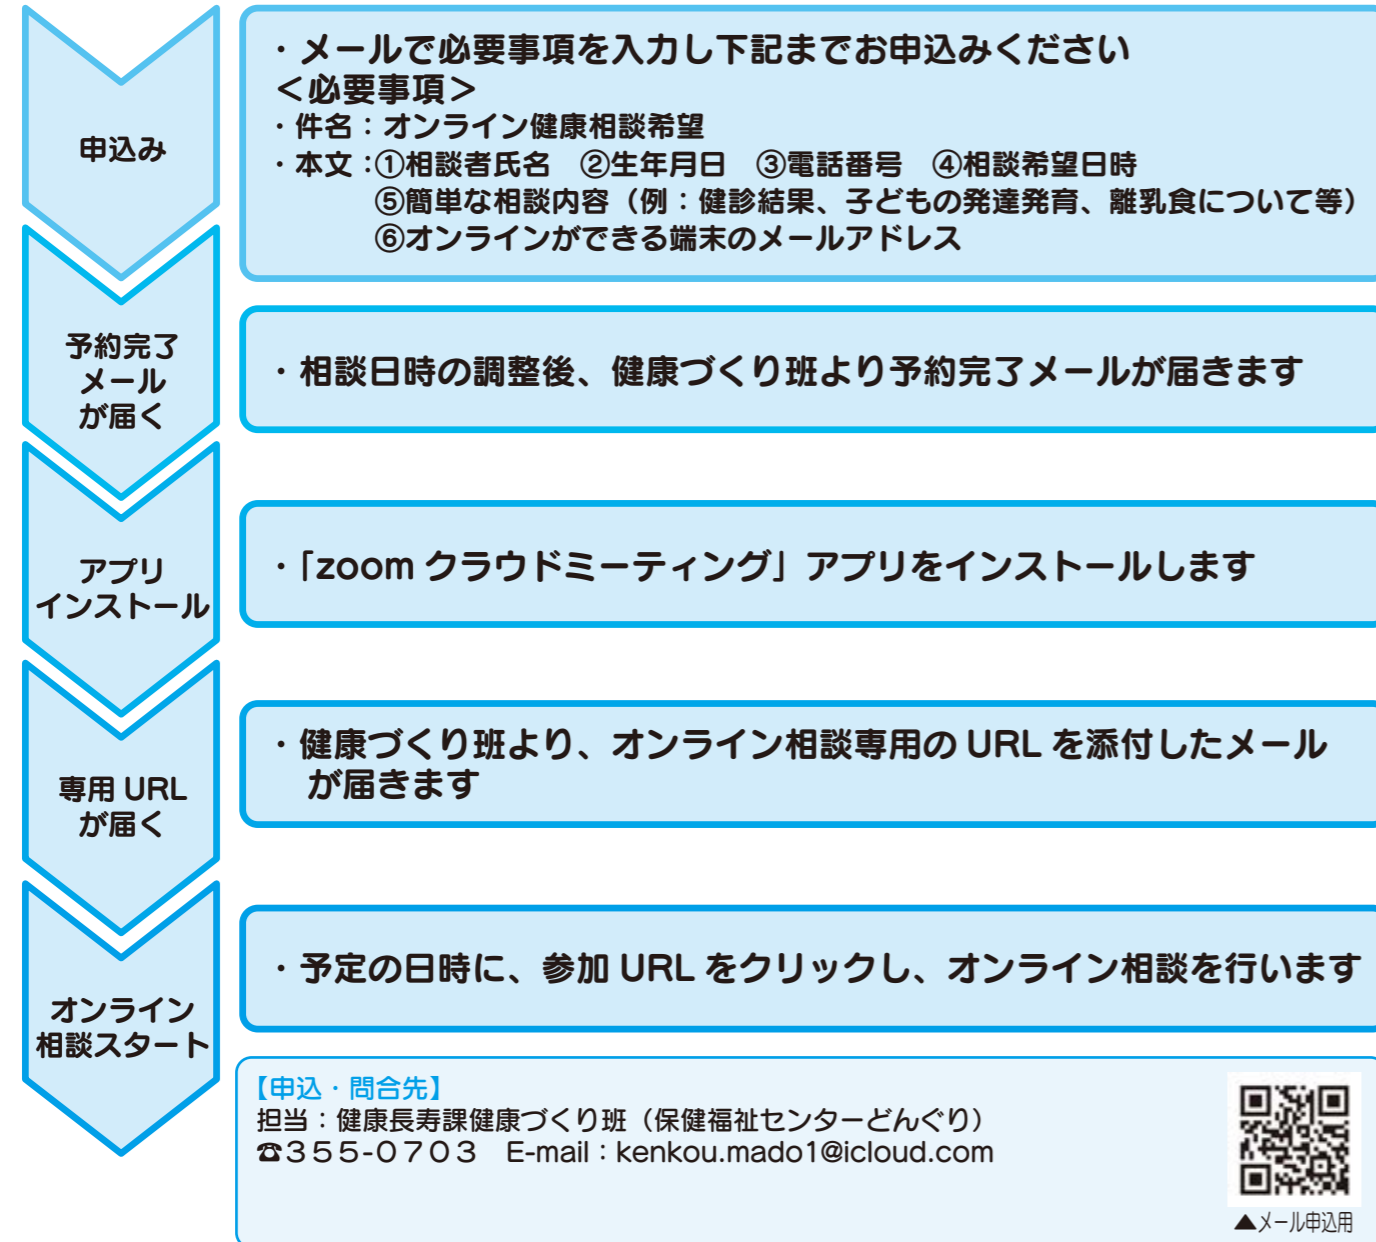 申込み
・メールで必要事項を入力し下記までお申込みください
＜必要事項＞
・件名：オンライン健康相談希望
・本文：①相談者氏名　②生年月日　③電話番号　④相談希望日時
⑤簡単な相談内容（例：健診結果、子どもの発達発育、離乳食について等）
⑥オンラインができる端末のメールアドレス
予約完了
メール
が届く
・相談日時の調整後、健康づくり班より予約完了メールが届きます
アプリ
インストール
・「zoom クラウドミーティング」アプリをインストールします
専用 URL
が届く
・健康づくり班より、オンライン相談専用の URL を添付したメール
が届きます
オンライン
相談スタート
・予定の日時に、参加 URL をクリックし、オンライン相談を行います
【申込・問合先】
担当：健康長寿課健康づくり班（保健福祉センターどんぐり）
☎３５５-０７０３　E-mail：kenkou.mado1@icloud.com
▲メール申込用